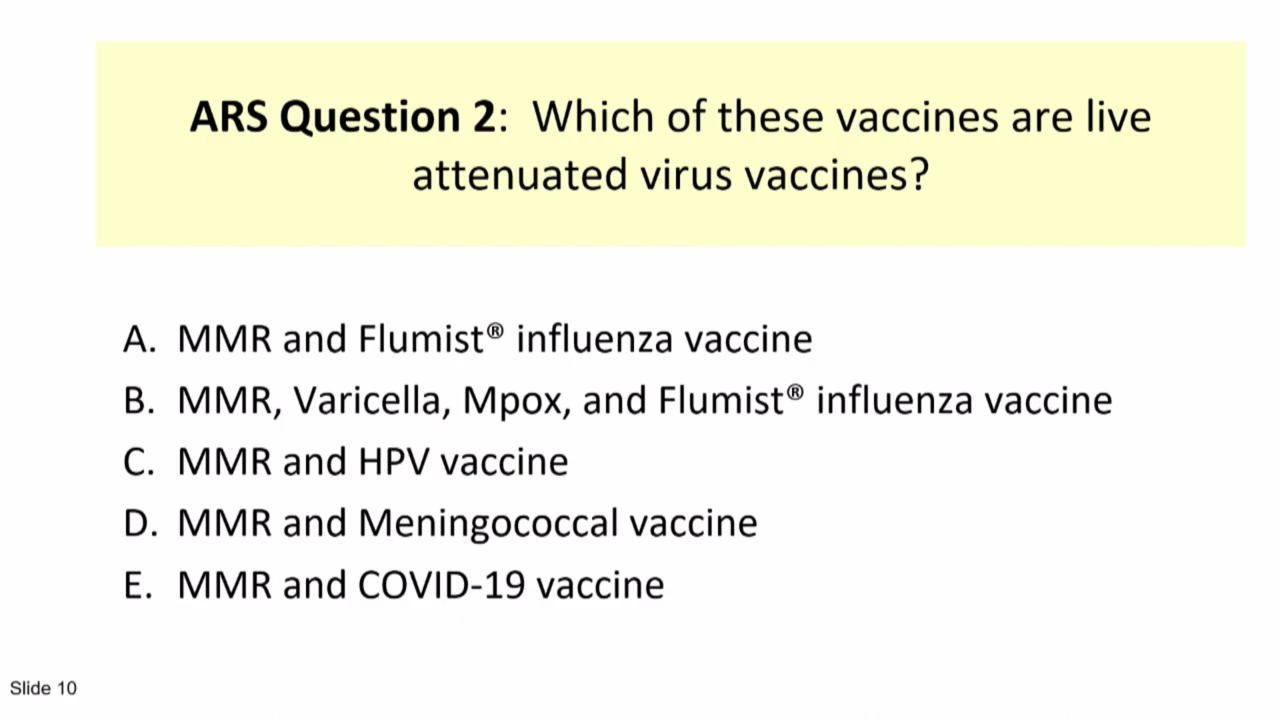 ARS Question 2:  Which of these vaccines are live
attenuated virus vaccines?
A. MMR and Flumist® influenza vaccine
B. MMR, Varicella, Mpox, and Flumist® influenza vaccine
C. MMR and HPV vaccine
D. MMR and Meningococcal vaccine
E. MMR and COVID-19 vaccine
Slide 10